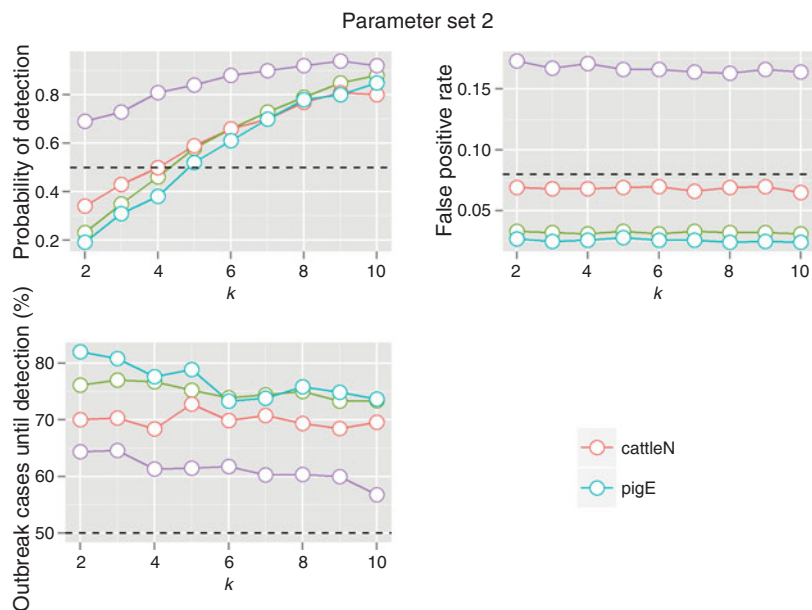 Parameter set 2
Probability of detection
0.8
0.6
0.4
0.2
2 4 6 8 10
k
False positive rate
0.15
0.10
0.05
2 4 6 8 10
k
Outbreak cases until detection (%)
80
70
60
50
2 4 6 8 10
k
cattleN
pigE